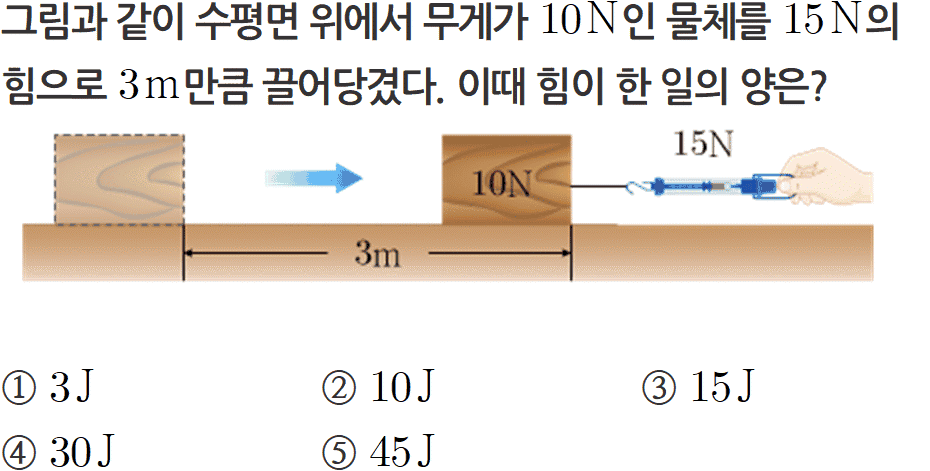 그림과 같이 수평면 위에서 무게가 10N인 물체를 15N의
힘으로 3m만큼 끌어당겼다. 이때 힘이 한 일의 양은?
15N
10N
3m
① 3J ② 10J ③ 15J
④ 30J ⑤ 45J